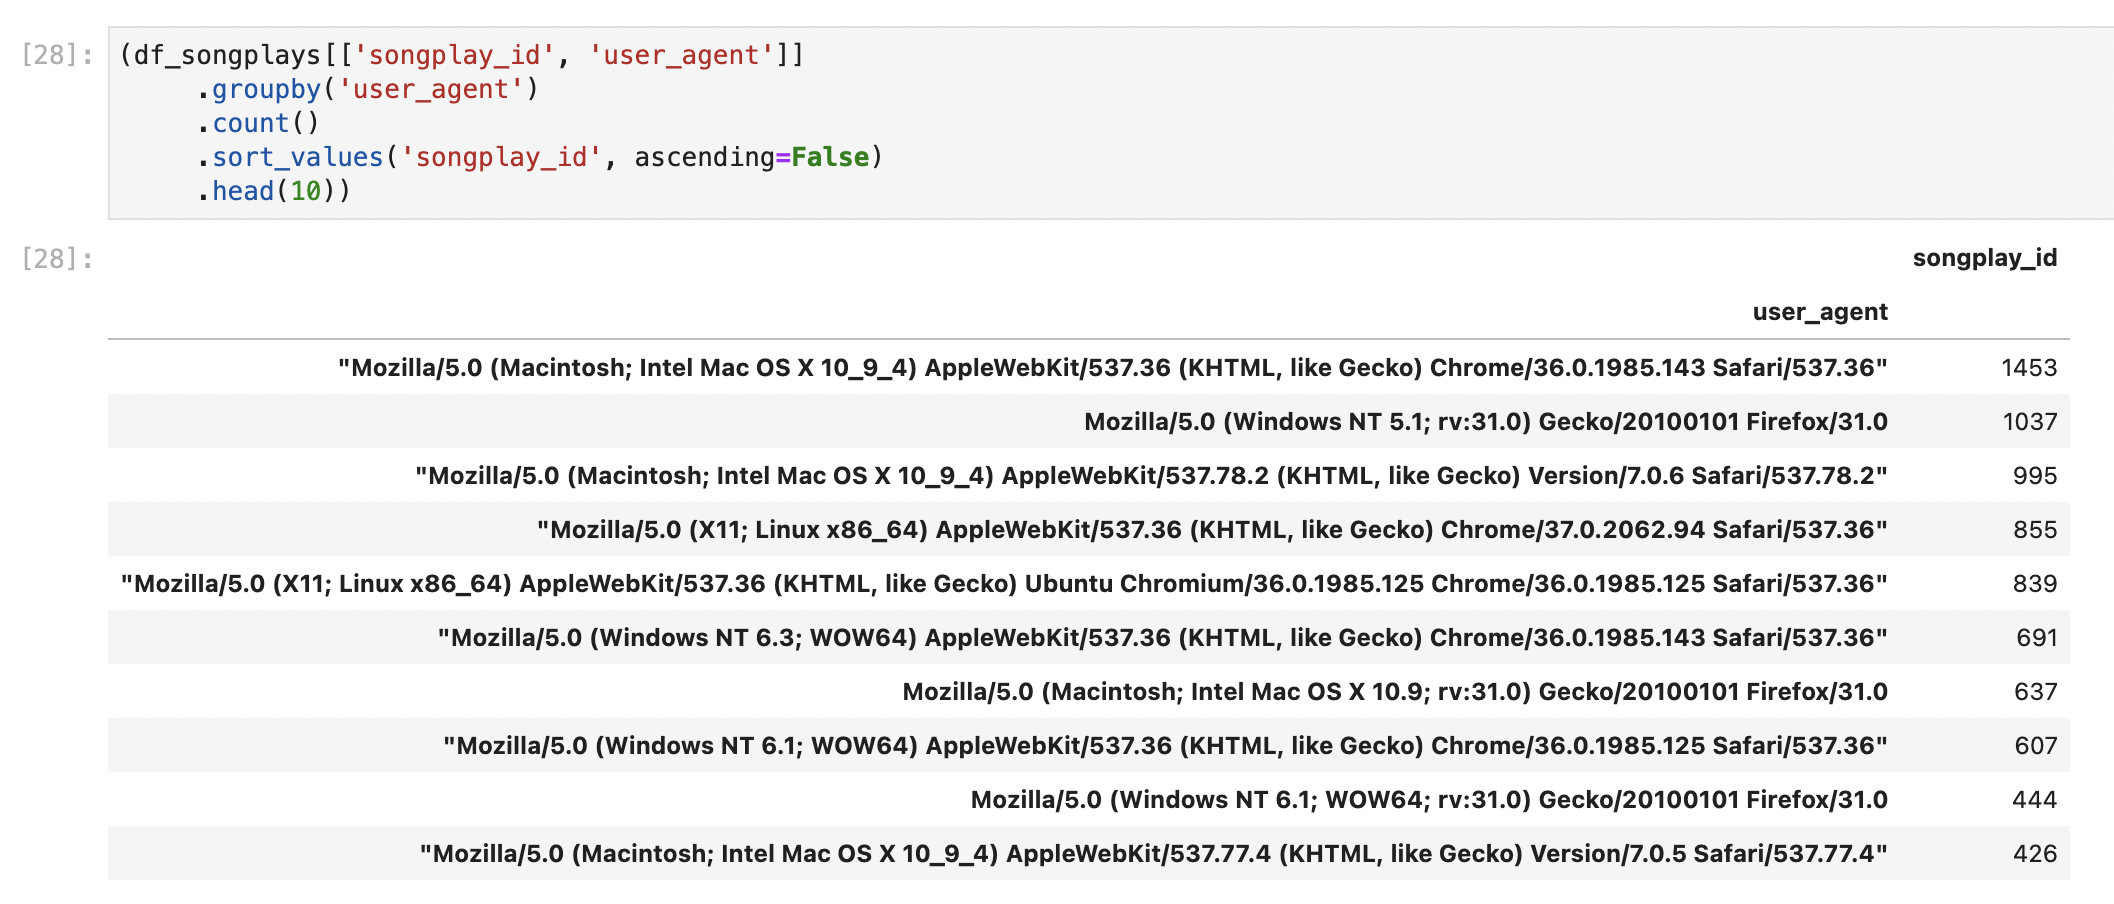 [28]: (df_songplays[['songplay_id', 'user_agent']]
.groupby('user_agent')
.count()
.sort_values('songplay_id', ascending=False)
.head(10))
[28]: songplay_id
user_agent
"Mozilla/5.0 (Macintosh; Intel Mac OS X 10_9_4) AppleWebKit/537.36 (KHTML, like Gecko) Chrome/36.0.1985.143 Safari/537.36" 1453
Mozilla/5.0 (Windows NT 5.1; rv:31.0) Gecko/20100101 Firefox/31.0 1037
"Mozilla/5.0 (Macintosh; Intel Mac OS X 10_9_4) AppleWebKit/537.78.2 (KHTML, like Gecko) Version/7.0.6 Safari/537.78.2" 995
"Mozilla/5.0 (X11; Linux x86_64) AppleWebKit/537.36 (KHTML, like Gecko) Chrome/37.0.2062.94 Safari/537.36" 855
"Mozilla/5.0 (X11; Linux x86_64) AppleWebKit/537.36 (KHTML, like Gecko) Ubuntu Chromium/36.0.1985.125 Chrome/36.0.1985.125 Safari/537.36" 839
"Mozilla/5.0 (Windows NT 6.3; WOW64) AppleWebKit/537.36 (KHTML, like Gecko) Chrome/36.0.1985.143 Safari/537.36" 691
Mozilla/5.0 (Macintosh; Intel Mac OS X 10.9; rv:31.0) Gecko/20100101 Firefox/31.0 637
"Mozilla/5.0 (Windows NT 6.1; WOW64) AppleWebKit/537.36 (KHTML, like Gecko) Chrome/36.0.1985.125 Safari/537.36" 607
Mozilla/5.0 (Windows NT 6.1; WOW64; rv:31.0) Gecko/20100101 Firefox/31.0 444
"Mozilla/5.0 (Macintosh; Intel Mac OS X 10_9_4) AppleWebKit/537.77.4 (KHTML, like Gecko) Version/7.0.5 Safari/537.77.4" 426